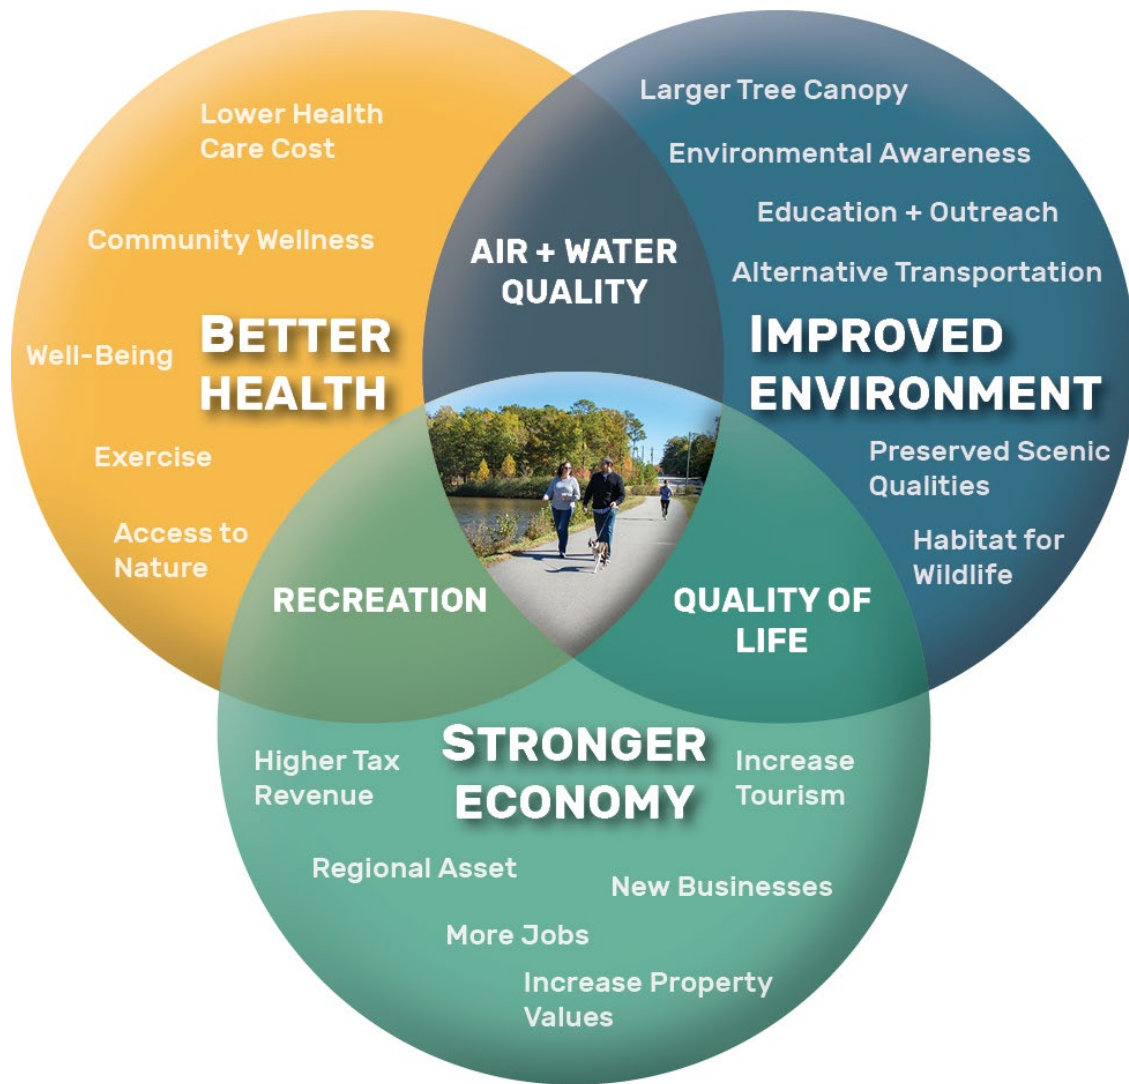 Lower Health
Care Cost
Community Wellness
Well-Being
BETTER
HEALTH
Exercise
Access to
Nature
AIR + WATER
QUALITY
Larger Tree Canopy
Environmental Awareness
Education + Outreach
Alternative Transportation
IMPROVED
ENVIRONMENT
Preserved Scenic
Qualities
Habitat for
Wildlife
RECREATION
QUALITY OF
LIFE
STRONGER
ECONOMY
Higher Tax
Revenue
Increase
Tourism
Regional Asset
New Businesses
More Jobs
Increase Property
Values